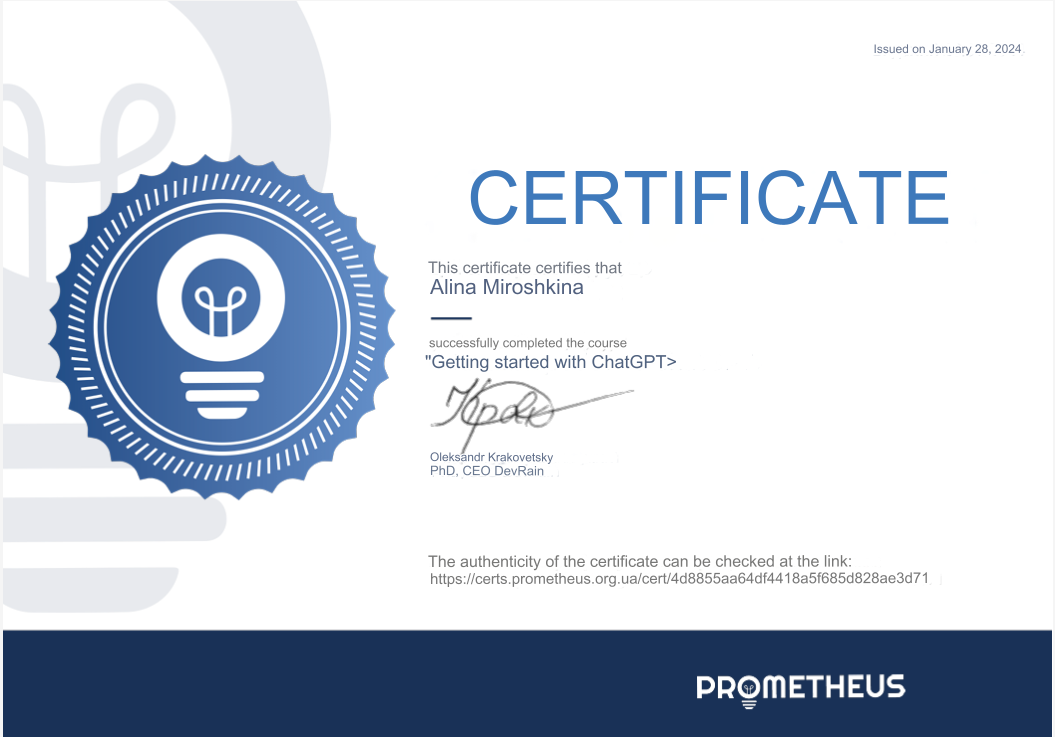 Issued on January 28, 2024
CERTIFICATE
This certificate certifies that
Alina Miroshkina
successfully completed the course
"Getting started with ChatGPT>
Oleksandr Krakovetsky
PhD, CEO DevRain
The authenticity of the certificate can be checked at the link:
https://certs.prometheus.org.ua/cert/4d8855aa64df4418a5f685d828ae3d71
PROMETHEUS